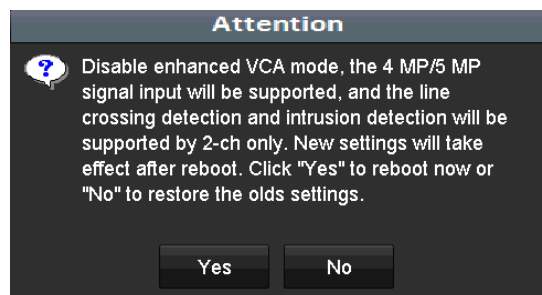 Attention
Disable enhanced VCA mode, the 4 MP/5 MP
signal input will be supported, and the line
crossing detection and intrusion detection will be
supported by 2-ch only. New settings will take
effect after reboot. Click "Yes" to reboot now or
"No" to restore the olds settings.
Yes No